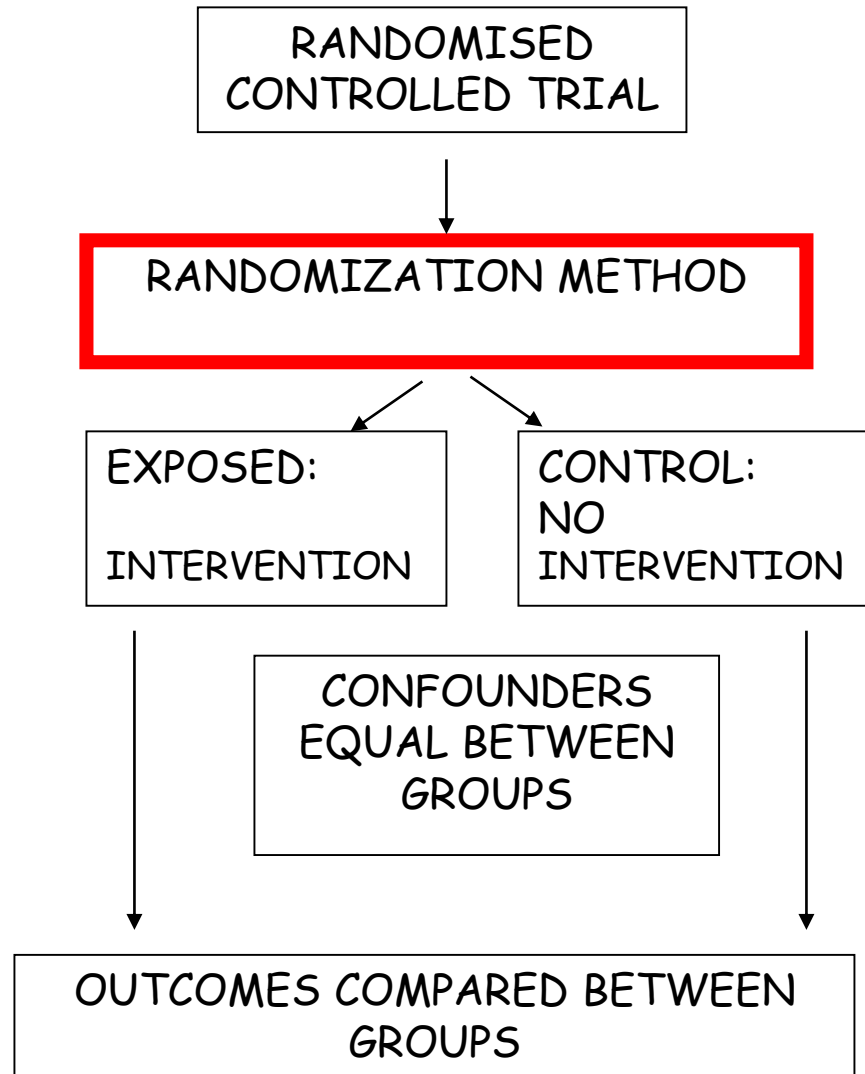 RANDOMISED
CONTROLLED TRIAL
RANDOMIZATION METHOD
EXPOSED:
INTERVENTION
CONTROL:
NO
INTERVENTION
CONFOUNDERS
EQUAL BETWEEN
GROUPS
OUTCOMES COMPARED BETWEEN
GROUPS